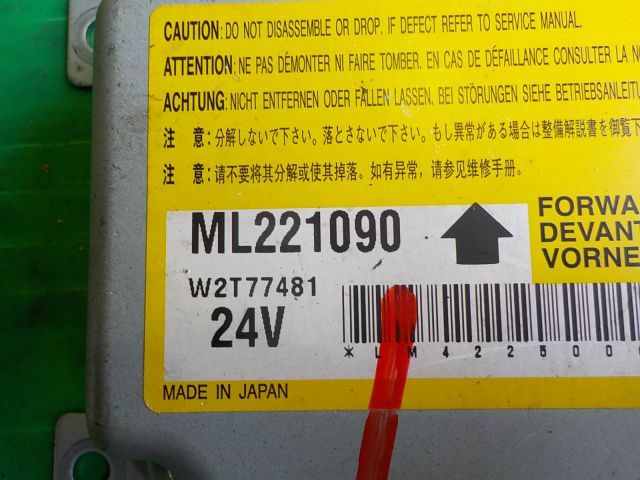 CAUTION: DO NOT DISASSEMBLE OR DROP. IF DEFECT REFER TO SERVICE MANUAL.
ATTENTION: NE PAS DÉMONTER NI FAIRE TOMBER. EN CAS DE DÉFAILLANCE CONSULTER LA
ACHTUNG: NICHT ENTFERNEN ODER FALLEN LASSEN. BEI STÖRUNGEN SIEHE
注 意:分解しないで下さい。落とさないで下さい。もし異常がある場合は整備解説書を御覧下
注 意:请不要将其分解或使其掉落。如有异常,请参见维修手册。
ML221090
FORWA
DEVANT
VORNE
W2T77481
24V
*LM422500
MADE IN JAPAN